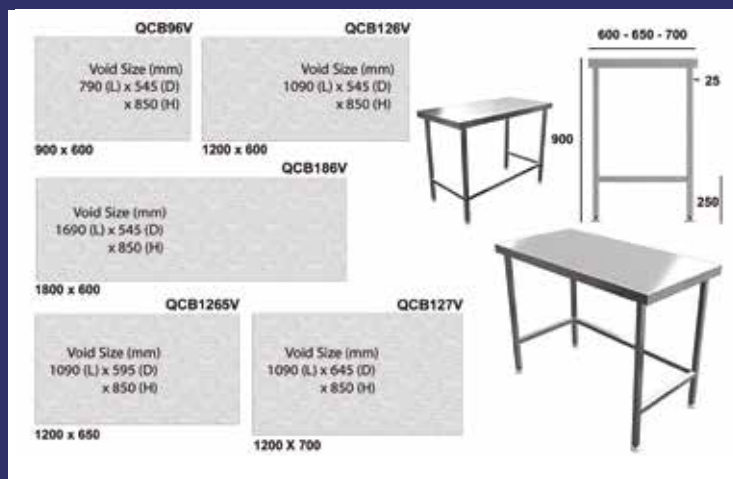 QCB96V
Void Size (mm)
790 (L) x 545 (D)
x 850 (H)
900 x 600
QCB126V
Void Size (mm)
1090 (L) x 545 (D)
x 850 (H)
1200 x 600
QCB186V
Void Size (mm)
1690 (L) x 545 (D)
x 850 (H)
1800 x 600
QCB1265V
Void Size (mm)
1090 (L) x 595 (D)
x 850 (H)
1200 x 650
QCB127V
Void Size (mm)
1090 (L) x 645 (D)
x 850 (H)
1200 X 700
600 - 650 - 700
25
900
250